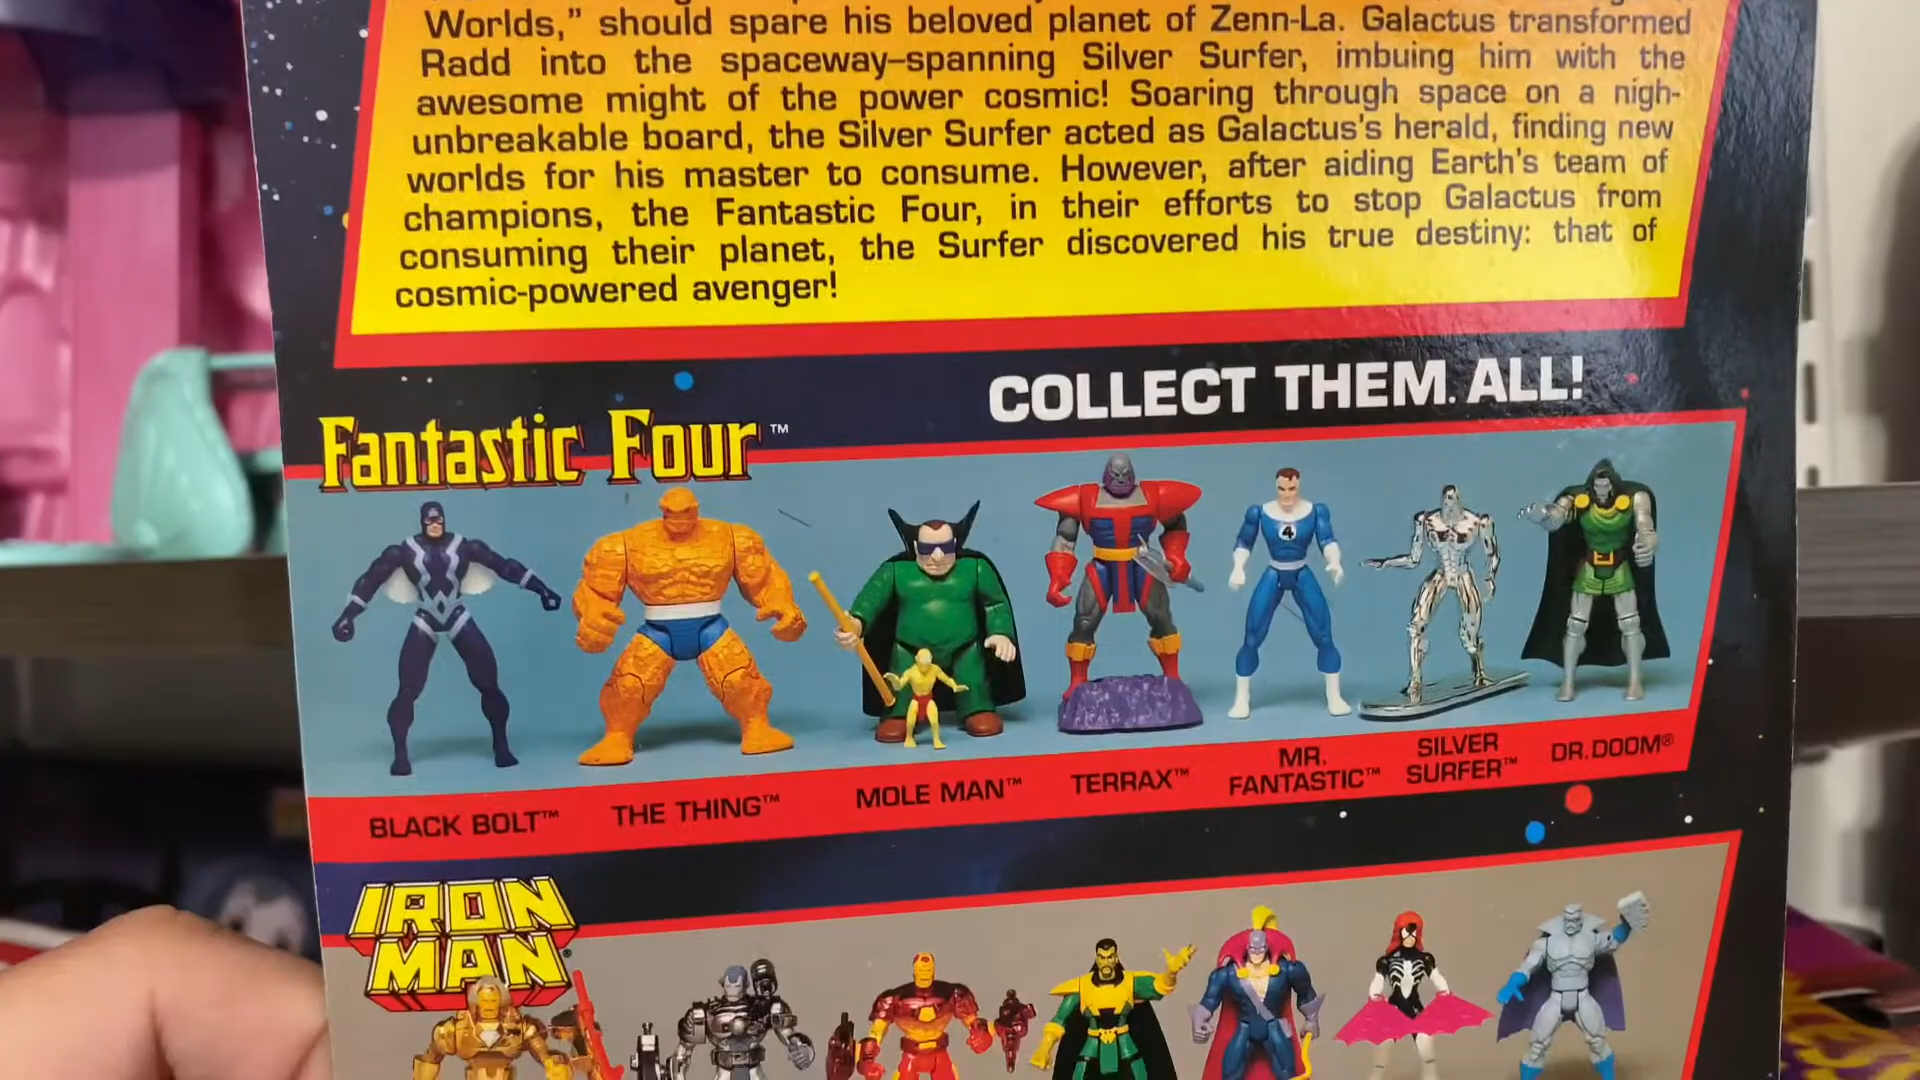 Worlds,” should spare his beloved planet of Zenn-La. Galactus transformed
Radd into the spaceway–spanning Silver Surfer, imbuing him with the
awesome might of the power cosmic! Soaring through space on a nigh-
unbreakable board, the Silver Surfer acted as Galactus's herald, finding new
worlds for his master to consume. However, after aiding Earth's team of
champions, the Fantastic Four, in their efforts to stop Galactus from
consuming their planet, the Surfer discovered his true destiny: that of
cosmic-powered avenger!
COLLECT THEM ALL!
Fantastic Four™
4
BLACK BOLT™
THE THING™
MOLE MAN™
TERRAX™
MR.
FANTASTIC™
SILVER
SURFER™
DR. DOOM®
IRON
MAN